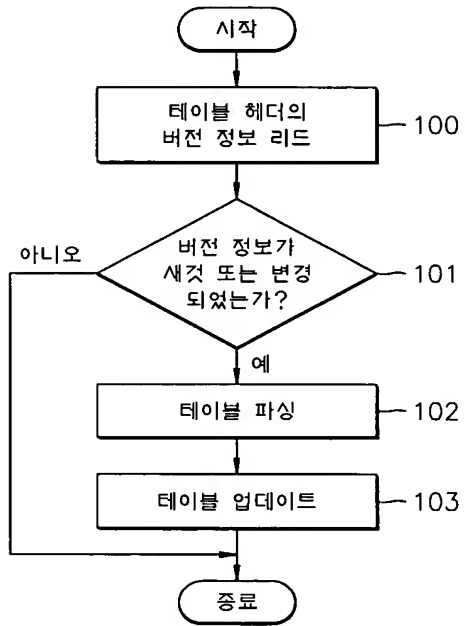 시작
테이블 헤더의
버전 정보 리드
100
버전 정보가
새것 또는 변경
되었는가?
101
아니오
예
테이블 파싱
102
테이블 업데이트
103
종료